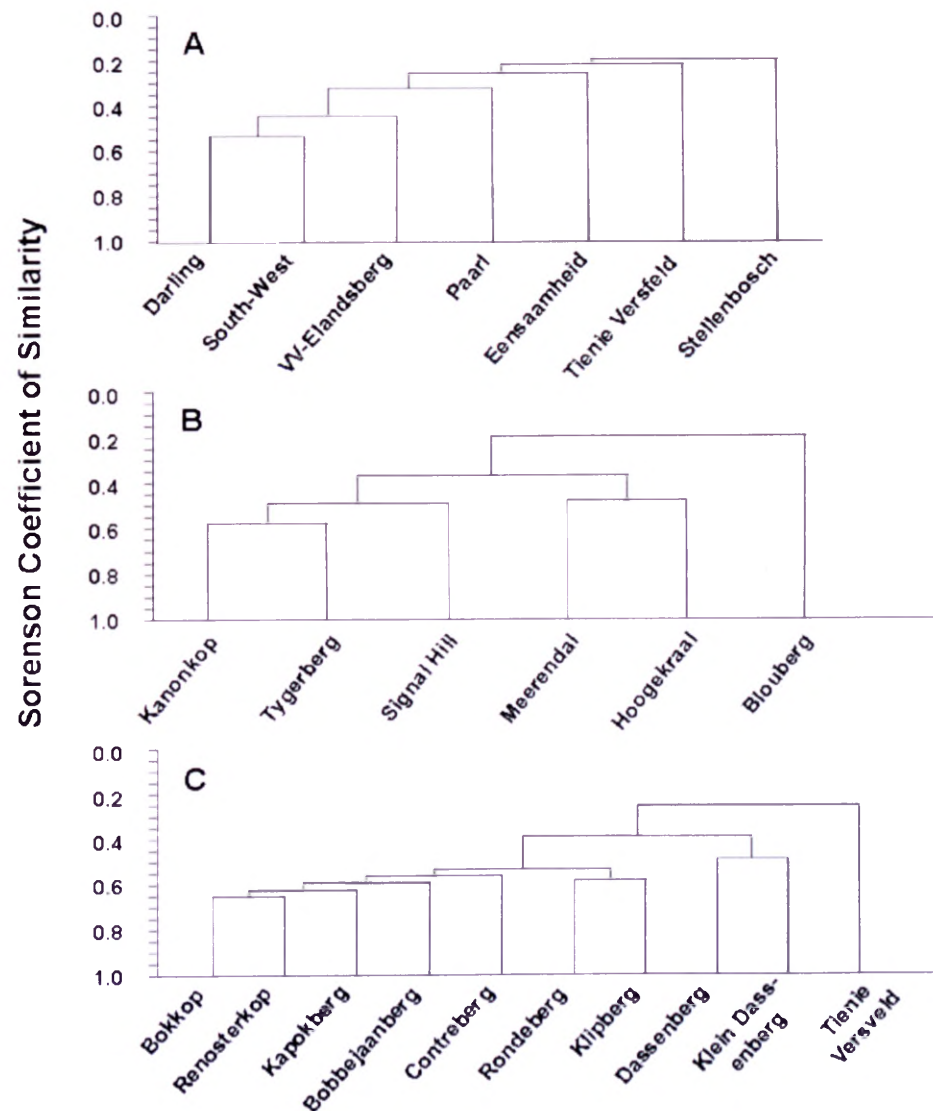 Sorenson Coefficient of Similarity
A
0.0
0.2
0.4
0.6
0.8
1.0
Darling
South-West
VV-Elandsberg
Paarl
Eensaamheid
Tienie Versfeld
Stellenbosch
B
0.0
0.2
0.4
0.6
0.8
1.0
Kanonkop
Tygerberg
Signal Hill
Meerendal
Hoogekraal
Blouberg
C
0.0
0.2
0.4
0.6
0.8
1.0
Bokkop
Renosterkop
Kapokberg
Bobbejaanberg
Contreberg
Rondeberg
Klipberg
Dassenberg
Klein Dass-
enberg
Tienie
Versveld